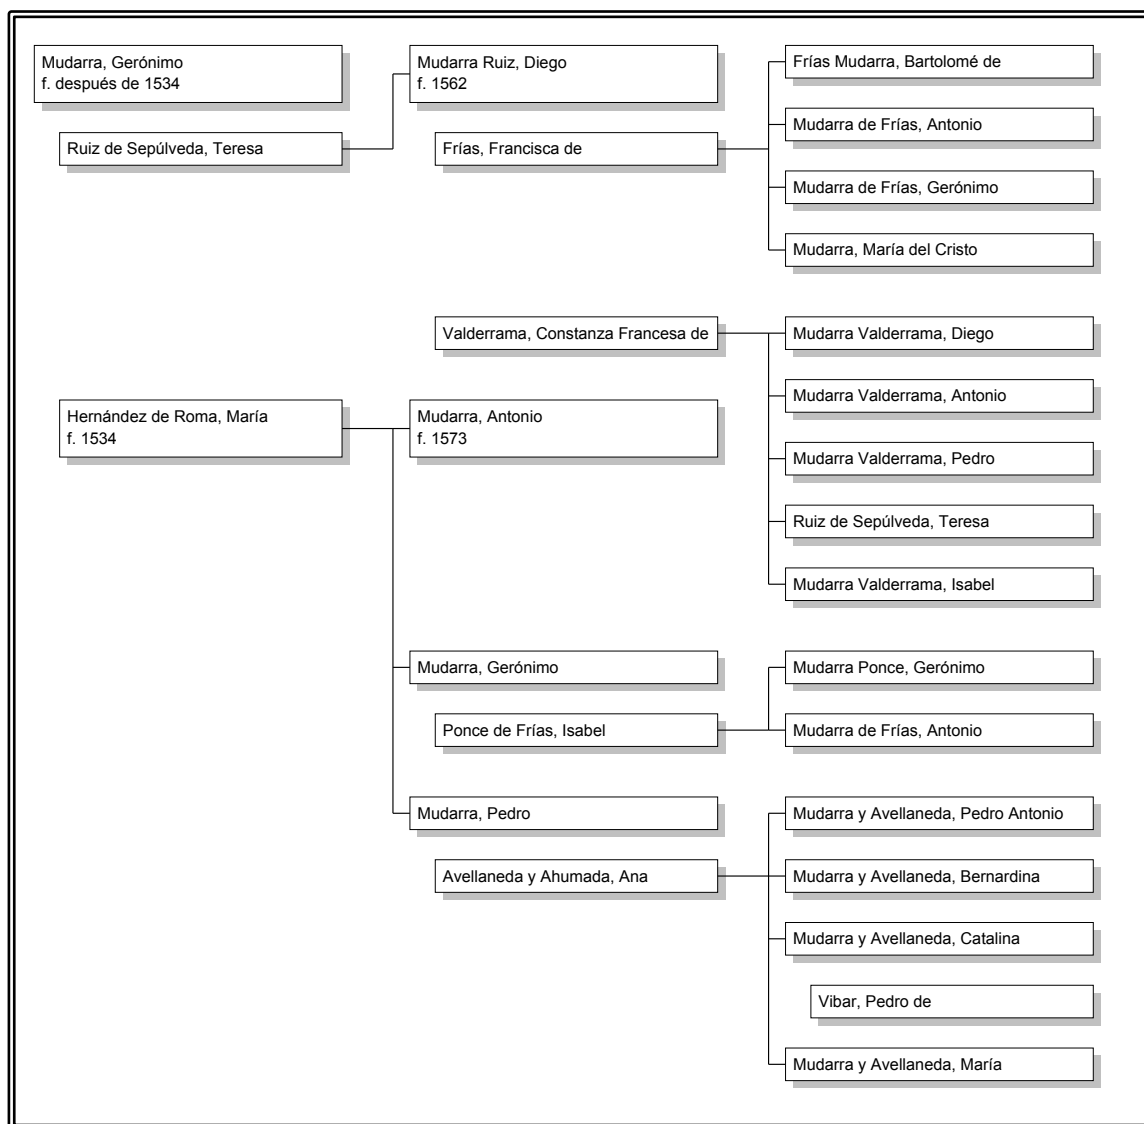 Mudarra, Gerónimo
f. después de 1534
Ruiz de Sepúlveda, Teresa
Mudarra Ruiz, Diego
f. 1562
Frías, Francisca de
Frías Mudarra, Bartolomé de
Mudarra de Frías, Antonio
Mudarra de Frías, Gerónimo
Mudarra, María del Cristo
Valderrama, Constanza Francesa de
Mudarra Valderrama, Diego
Mudarra Valderrama, Antonio
Mudarra Valderrama, Pedro
Ruiz de Sepúlveda, Teresa
Mudarra Valderrama, Isabel
Hernández de Roma, María
f. 1534
Mudarra, Antonio
f. 1573
Mudarra, Gerónimo
Ponce de Frías, Isabel
Mudarra Ponce, Gerónimo
Mudarra de Frías, Antonio
Mudarra, Pedro
Avellaneda y Ahumada, Ana
Mudarra y Avellaneda, Pedro Antonio
Mudarra y Avellaneda, Bernardina
Mudarra y Avellaneda, Catalina
Vibar, Pedro de
Mudarra y Avellaneda, María